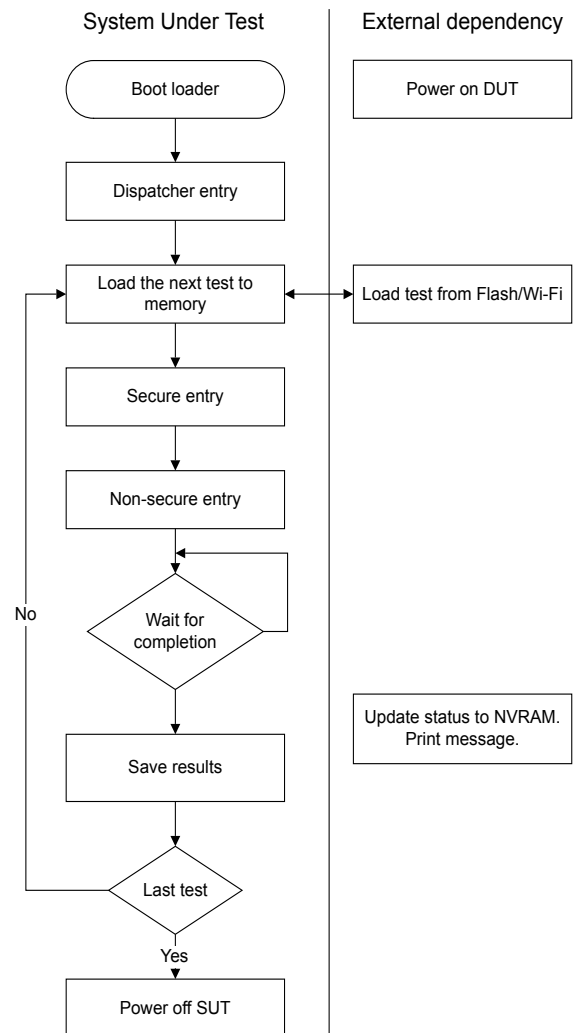 System Under Test
External dependency
Boot loader
Power on DUT
Dispatcher entry
Load the next test to
memory
Load test from Flash/Wi-Fi
Secure entry
Non-secure entry
Wait for
completion
No
Update status to NVRAM.
Print message.
Save results
Last test
Yes
Power off SUT